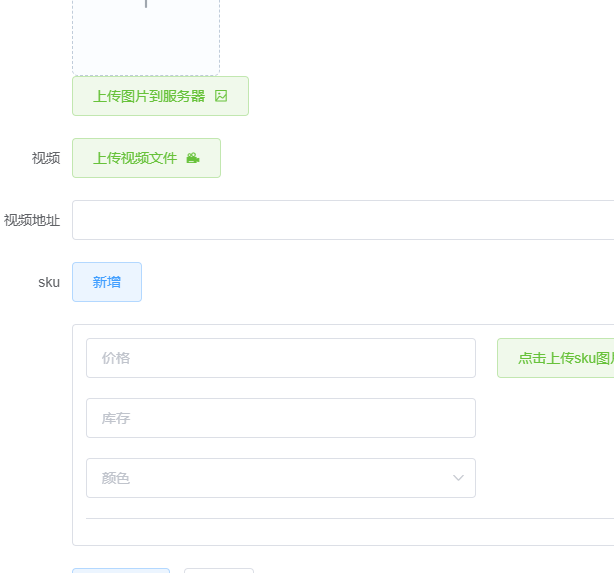 上传图片到服务器
视频 上传视频文件
视频地址
sku 新增
价格 点击上传sku图
库存
颜色